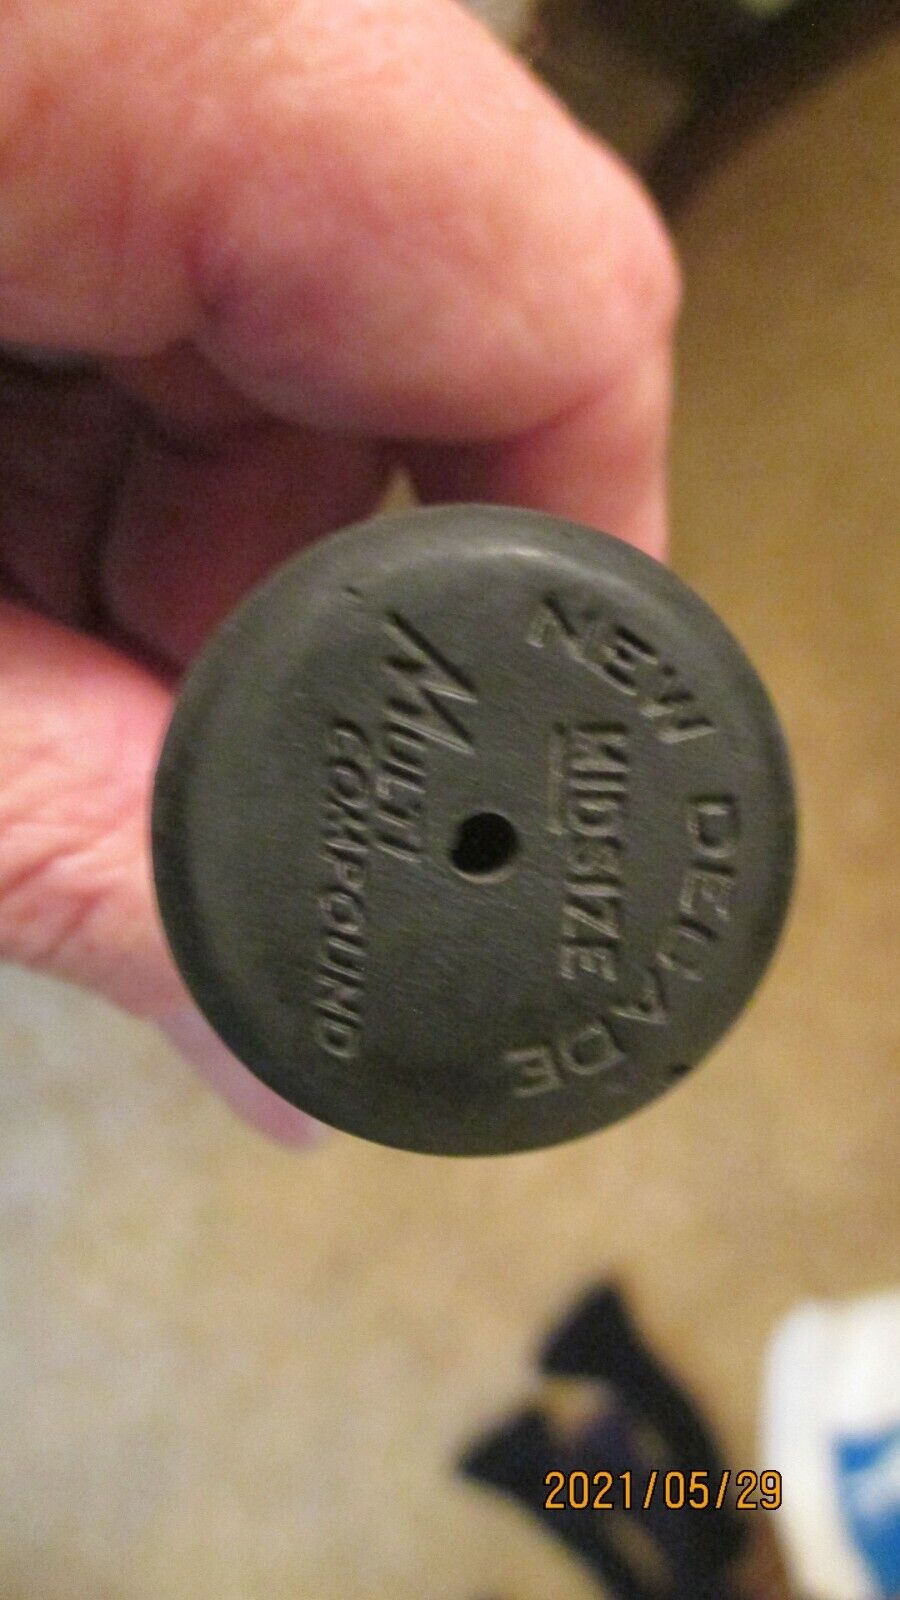 NEW DECADE
MIDSIZE
MULTI
COMPOUND
2021/05/29